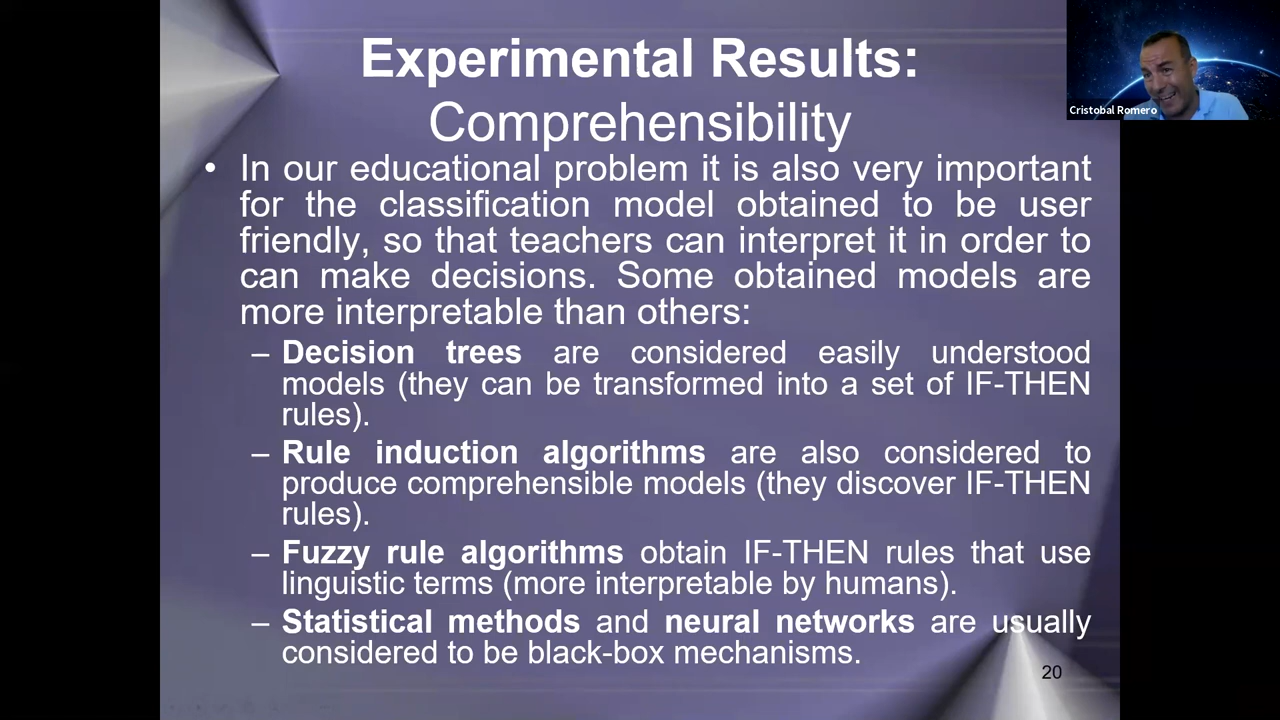 Experimental Results:
Comprehensibility
Cristobal Romero
• In our educational problem it is also very important
for the classification model obtained to be user
friendly, so that teachers can interpret it in order to
can make decisions. Some obtained models are
more interpretable than others:
– Decision trees are considered easily understood
models (they can be transformed into a set of IF-THEN
rules).
– Rule induction algorithms are also considered to
produce comprehensible models (they discover IF-THEN
rules).
– Fuzzy rule algorithms obtain IF-THEN rules that use
linguistic terms (more interpretable by humans).
– Statistical methods and neural networks are usually
considered to be black-box mechanisms.
20